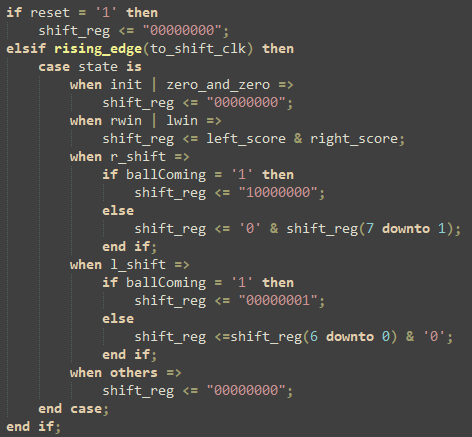 if reset = '1' then
    shift_reg <= "00000000";
elsif rising_edge(to_shift_clk) then
    case state is
        when init | zero_and_zero =>
            shift_reg <= "00000000";
        when rwin | lwin =>
            shift_reg <= left_score & right_score;
        when r_shift =>
            if ballComing = '1' then
                shift_reg <= "10000000";
            else
                shift_reg <= '0' & shift_reg(7 downto 1);
            end if;
        when l_shift =>
            if ballComing = '1' then
                shift_reg <= "00000001";
            else
                shift_reg <=shift_reg(6 downto 0) & '0';
            end if;
        when others =>
            shift_reg <= "00000000";
    end case;
end if;